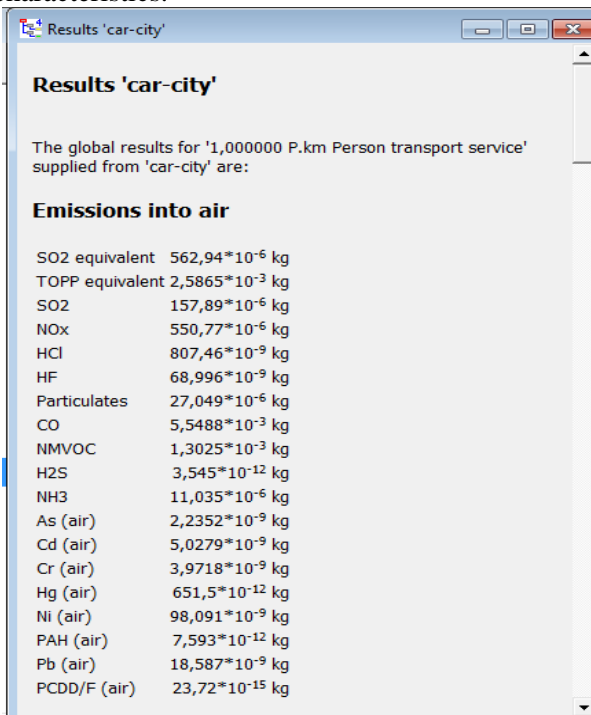 characteristics.
Results 'car-city'
Results 'car-city'
The global results for '1,000000 P.km Person transport service'
supplied from 'car-city' are:
Emissions into air
SO2 equivalent 562,94*10-6 kg
TOPP equivalent 2,5865*10-3 kg
SO2 157,89*10-6 kg
NOx 550,77*10-6 kg
HCl 807,46*10-9 kg
HF 68,996*10-9 kg
Particulates 27,049*10-6 kg
CO 5,5488*10-3 kg
NMVOC 1,3025*10-3 kg
H2S 3,545*10-12 kg
NH3 11,035*10-6 kg
As (air) 2,2352*10-9 kg
Cd (air) 5,0279*10-9 kg
Cr (air) 3,9718*10-9 kg
Hg (air) 651,5*10-12 kg
Ni (air) 98,091*10-9 kg
PAH (air) 7,593*10-12 kg
Pb (air) 18,587*10-9 kg
PCDD/F (air) 23,72*10-15 kg